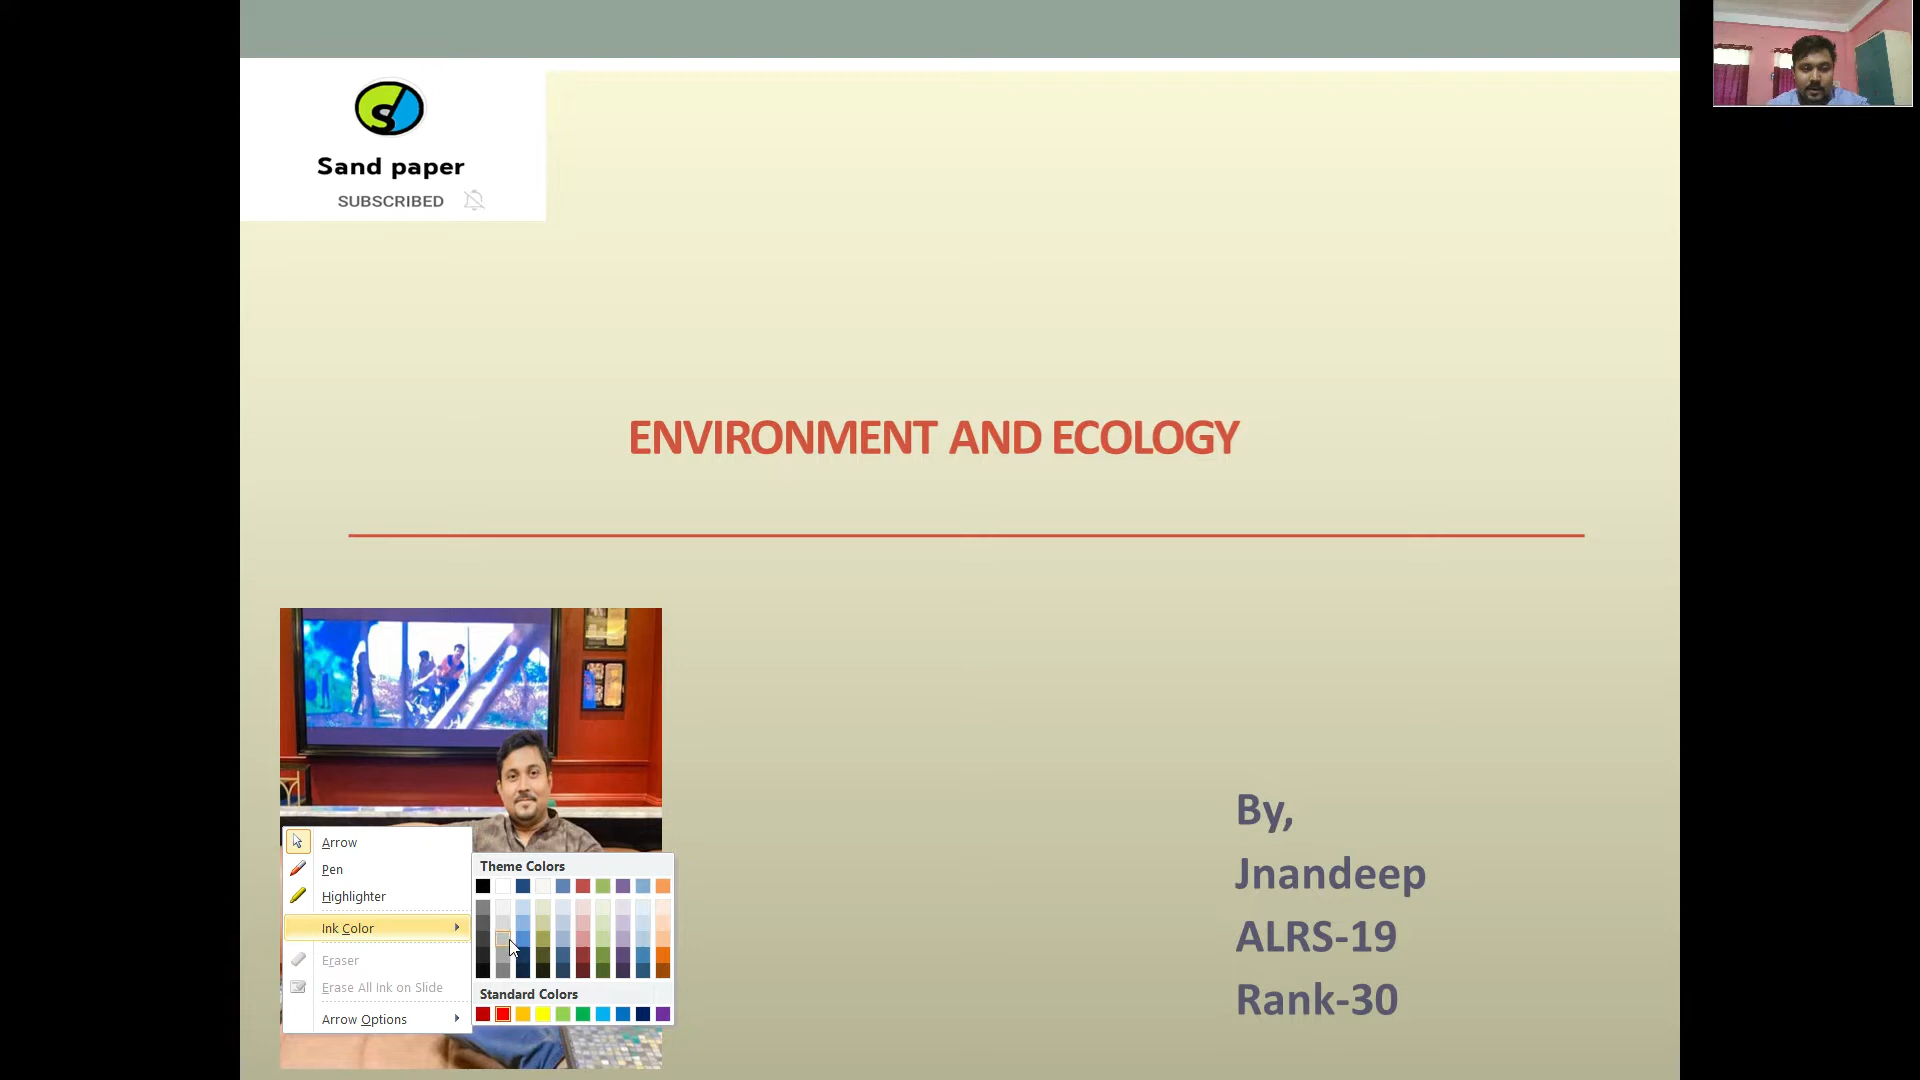 Sand paper
SUBSCRIBED
ENVIRONMENT AND ECOLOGY
By,
Jnandeep
ALRS-19
Rank-30
Arrow
Pen
Highlighter
Ink Color
Eraser
Erase All Ink on Slide
Arrow Options
Theme Colors
Standard Colors